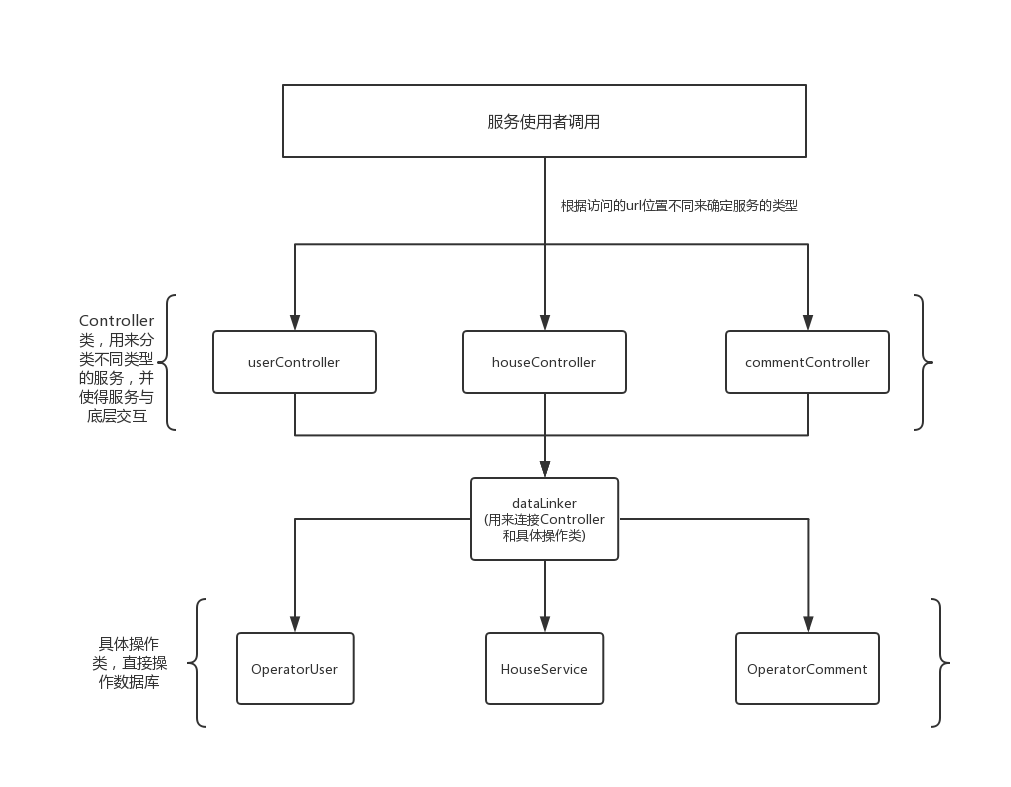 服务使用者调用
根据访问的url位置不同来确定服务的类型
Controller
类，用来分
类不同类型
的服务，并
使得服务与
底层交互
userController
houseController
commentController
dataLinker
(用来连接Controller
和具体操作类)
具体操作
类，直接操
作数据库
OperatorUser
HouseService
OperatorComment